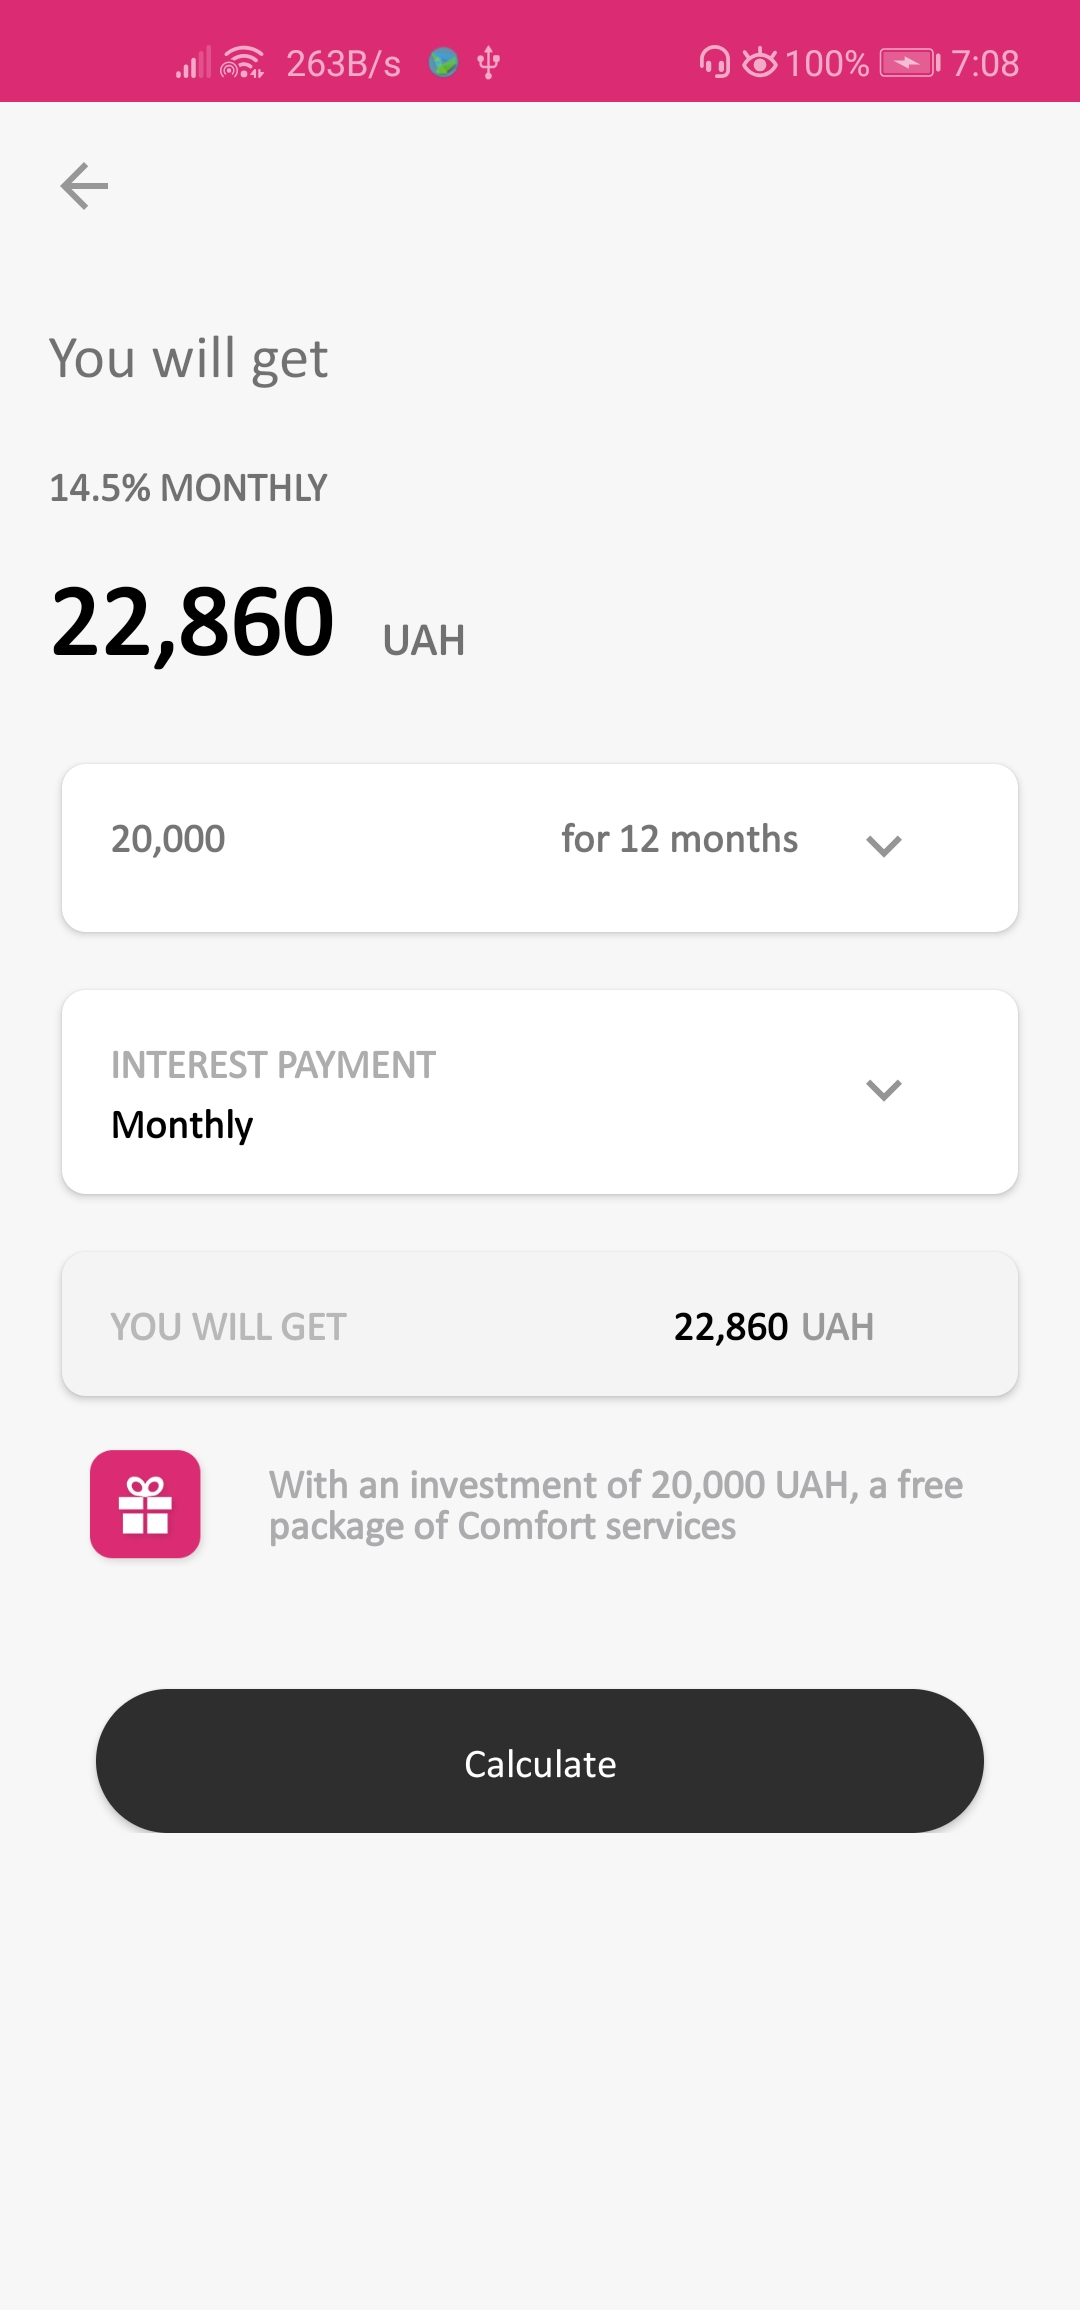 263B/s 100% 7:08
You will get
14.5% MONTHLY
22,860 UAH
20,000 for 12 months
INTEREST PAYMENT
Monthly
YOU WILL GET 22,860 UAH
With an investment of 20,000 UAH, a free
package of Comfort services
Calculate